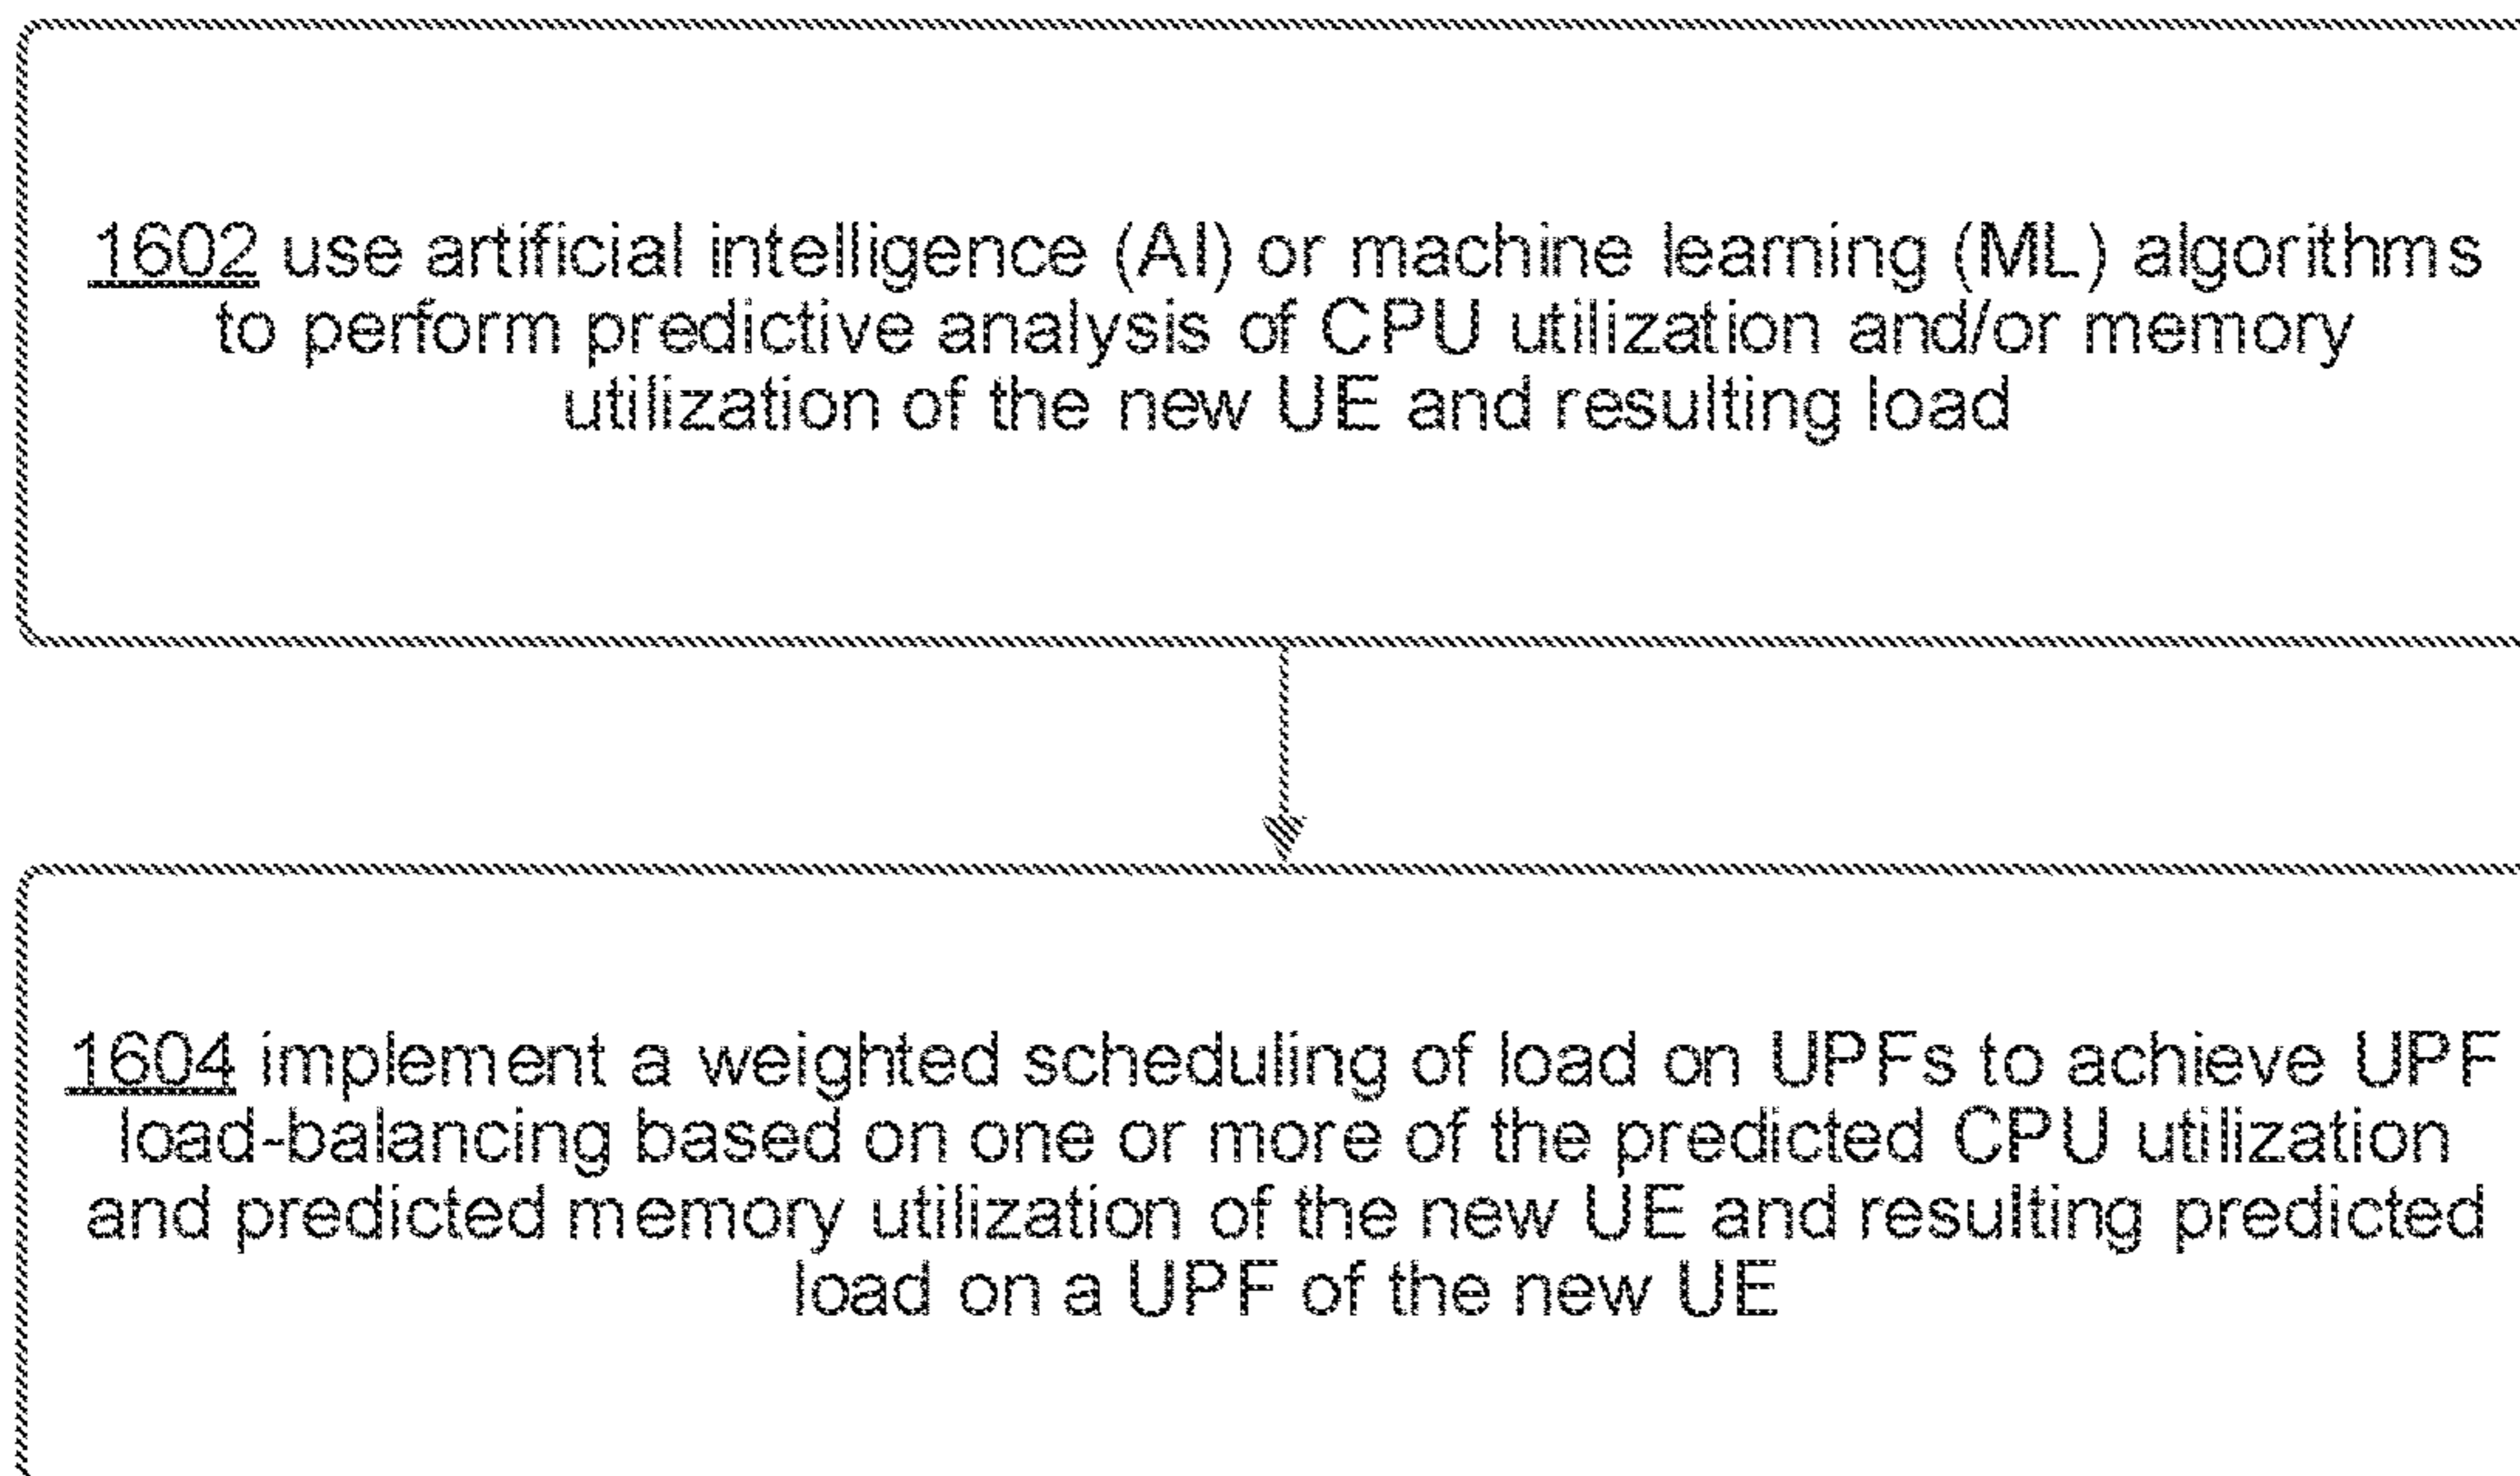 1602 use artificial intelligence (AI) or machine learning (ML) algorithms
to perform predictive analysis of CPU utilization and/or memory
utilization of the new UE and resulting load
1604 implement a weighted scheduling of load on UPFs to achieve UPF
load-balancing based on one or more of the predicted CPU utilization
and predicted memory utilization of the new UE and resulting predicted
load on a UPF of the new UE